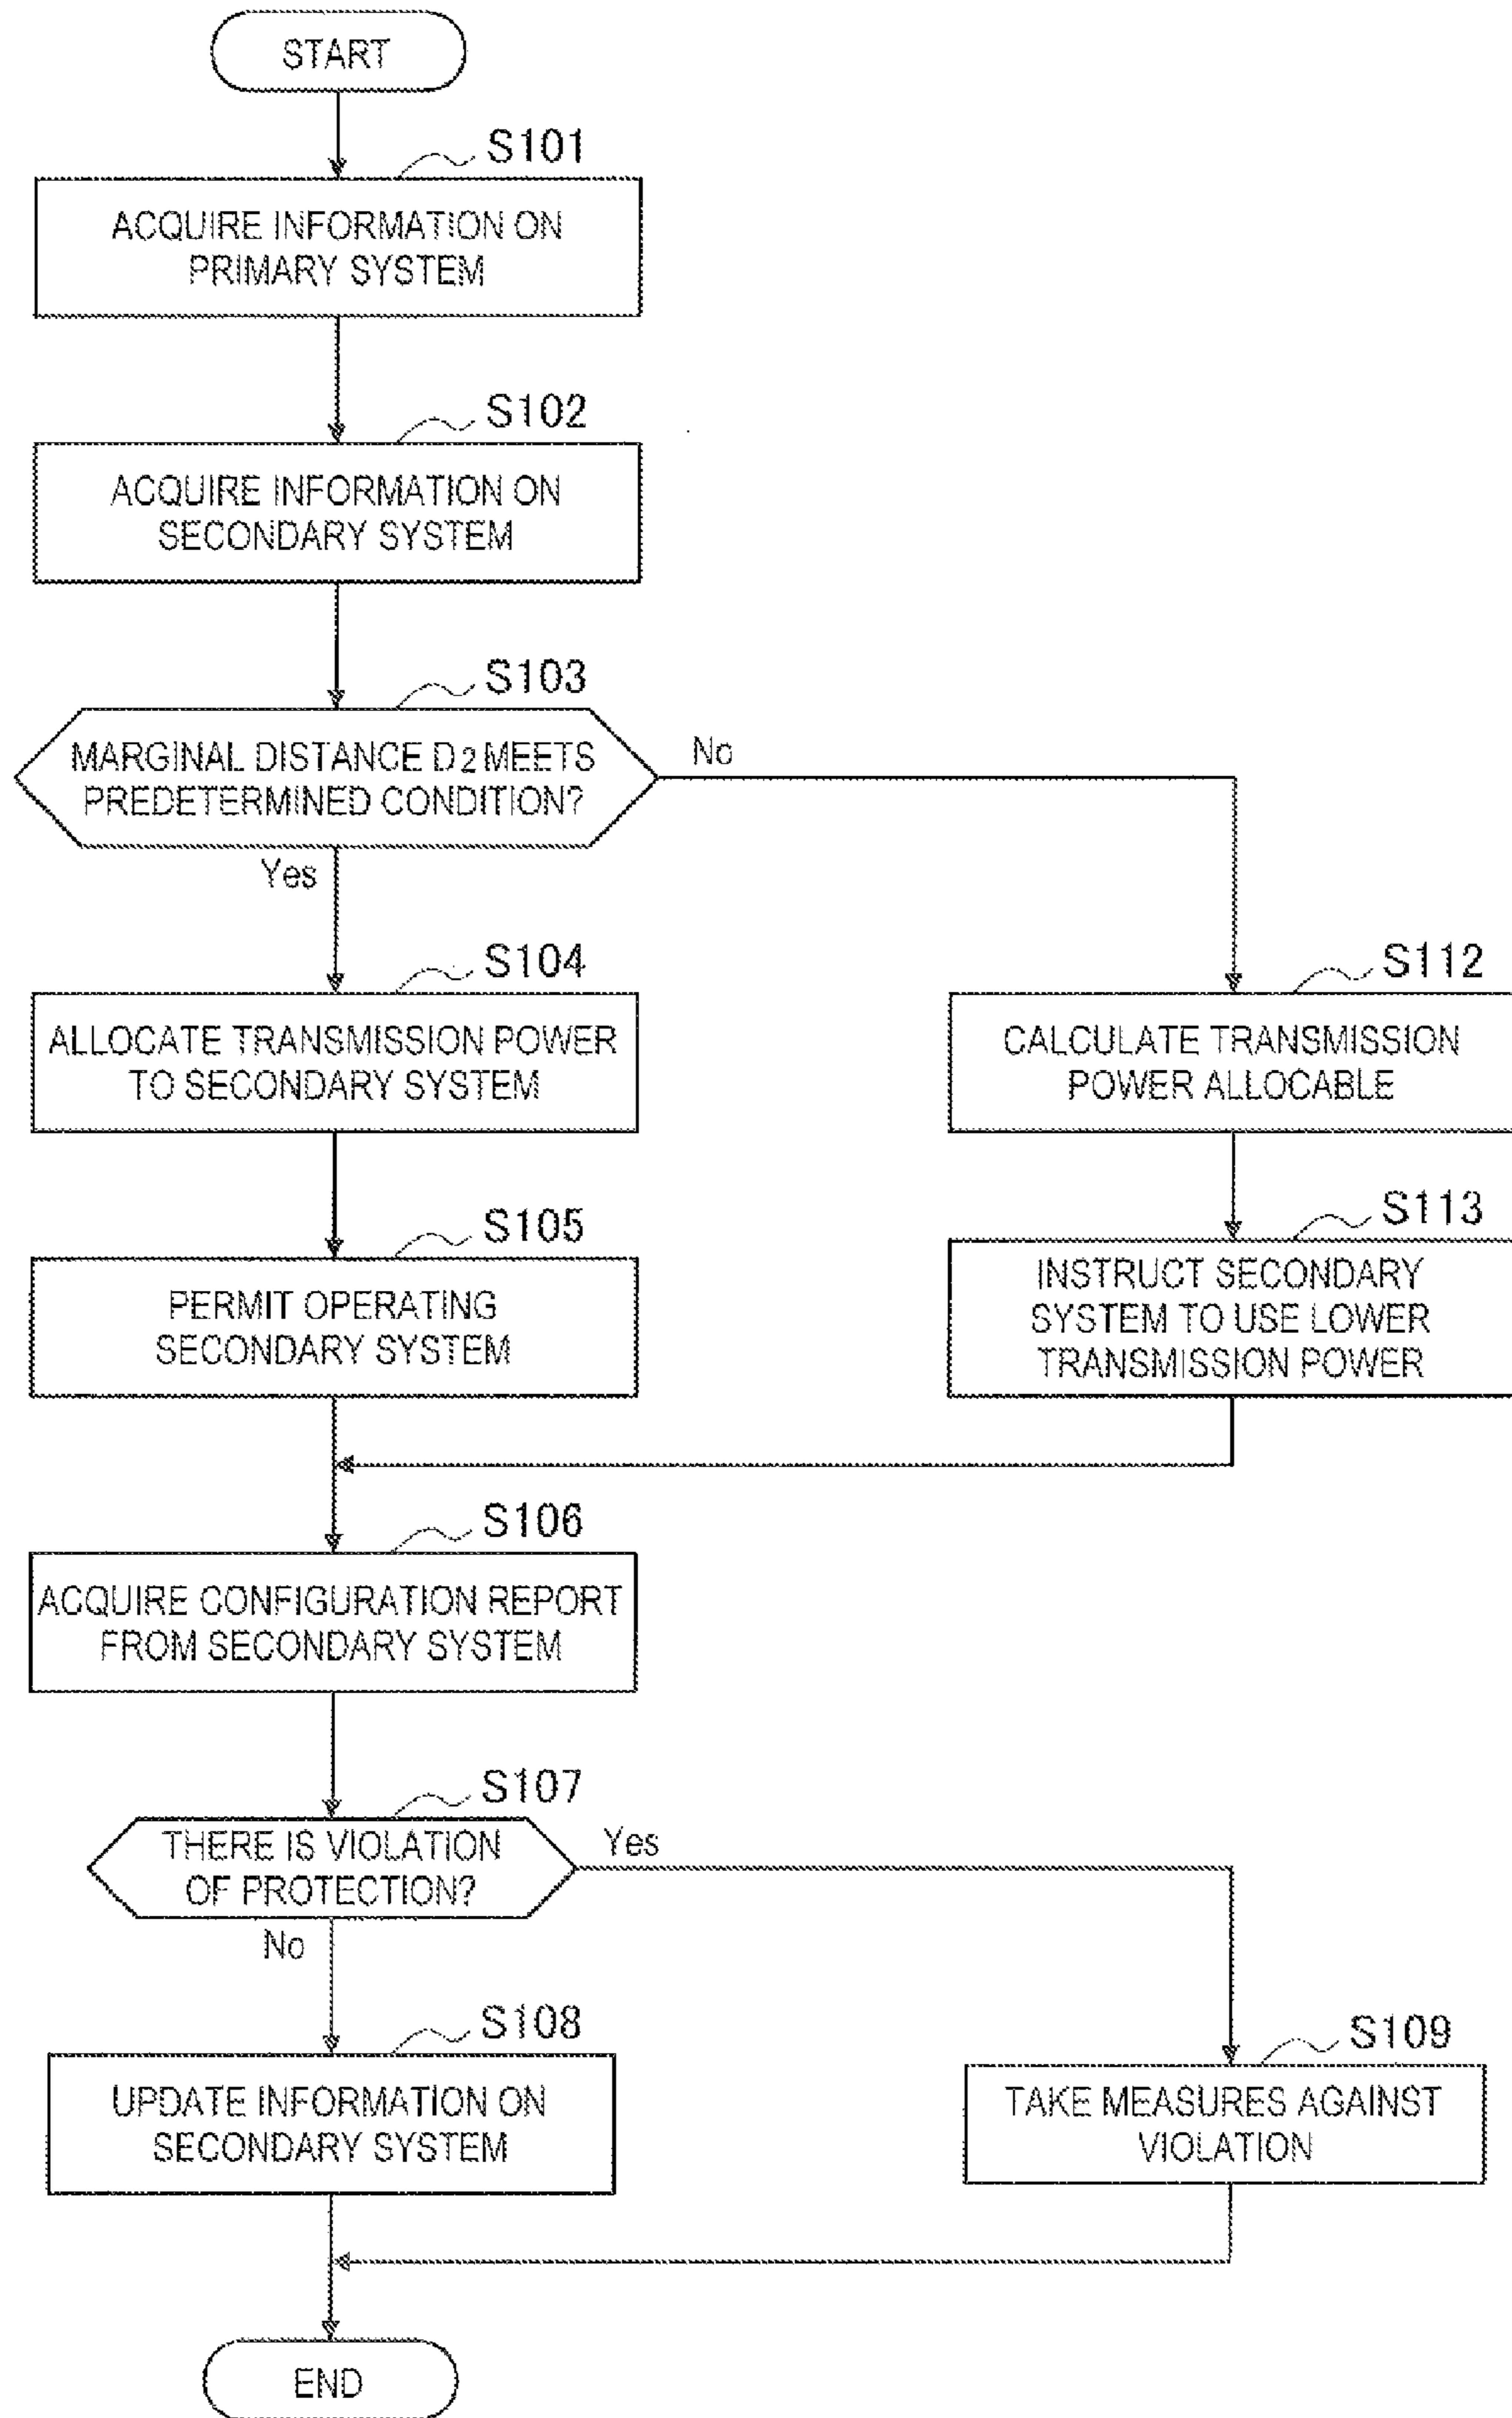 START
S101
ACQUIRE INFORMATION ON
PRIMARY SYSTEM
S102
ACQUIRE INFORMATION ON
SECONDARY SYSTEM
S103
MARGINAL DISTANCE D2 MEETS
PREDETERMINED CONDITION?
No
Yes
S104
ALLOCATE TRANSMISSION POWER
TO SECONDARY SYSTEM
S112
CALCULATE TRANSMISSION
POWER ALLOCABLE
S105
PERMIT OPERATING
SECONDARY SYSTEM
S113
INSTRUCT SECONDARY
SYSTEM TO USE LOWER
TRANSMISSION POWER
S106
ACQUIRE CONFIGURATION REPORT
FROM SECONDARY SYSTEM
S107
THERE IS VIOLATION
OF PROTECTION?
Yes
No
S108
UPDATE INFORMATION ON
SECONDARY SYSTEM
S109
TAKE MEASURES AGAINST
VIOLATION
END